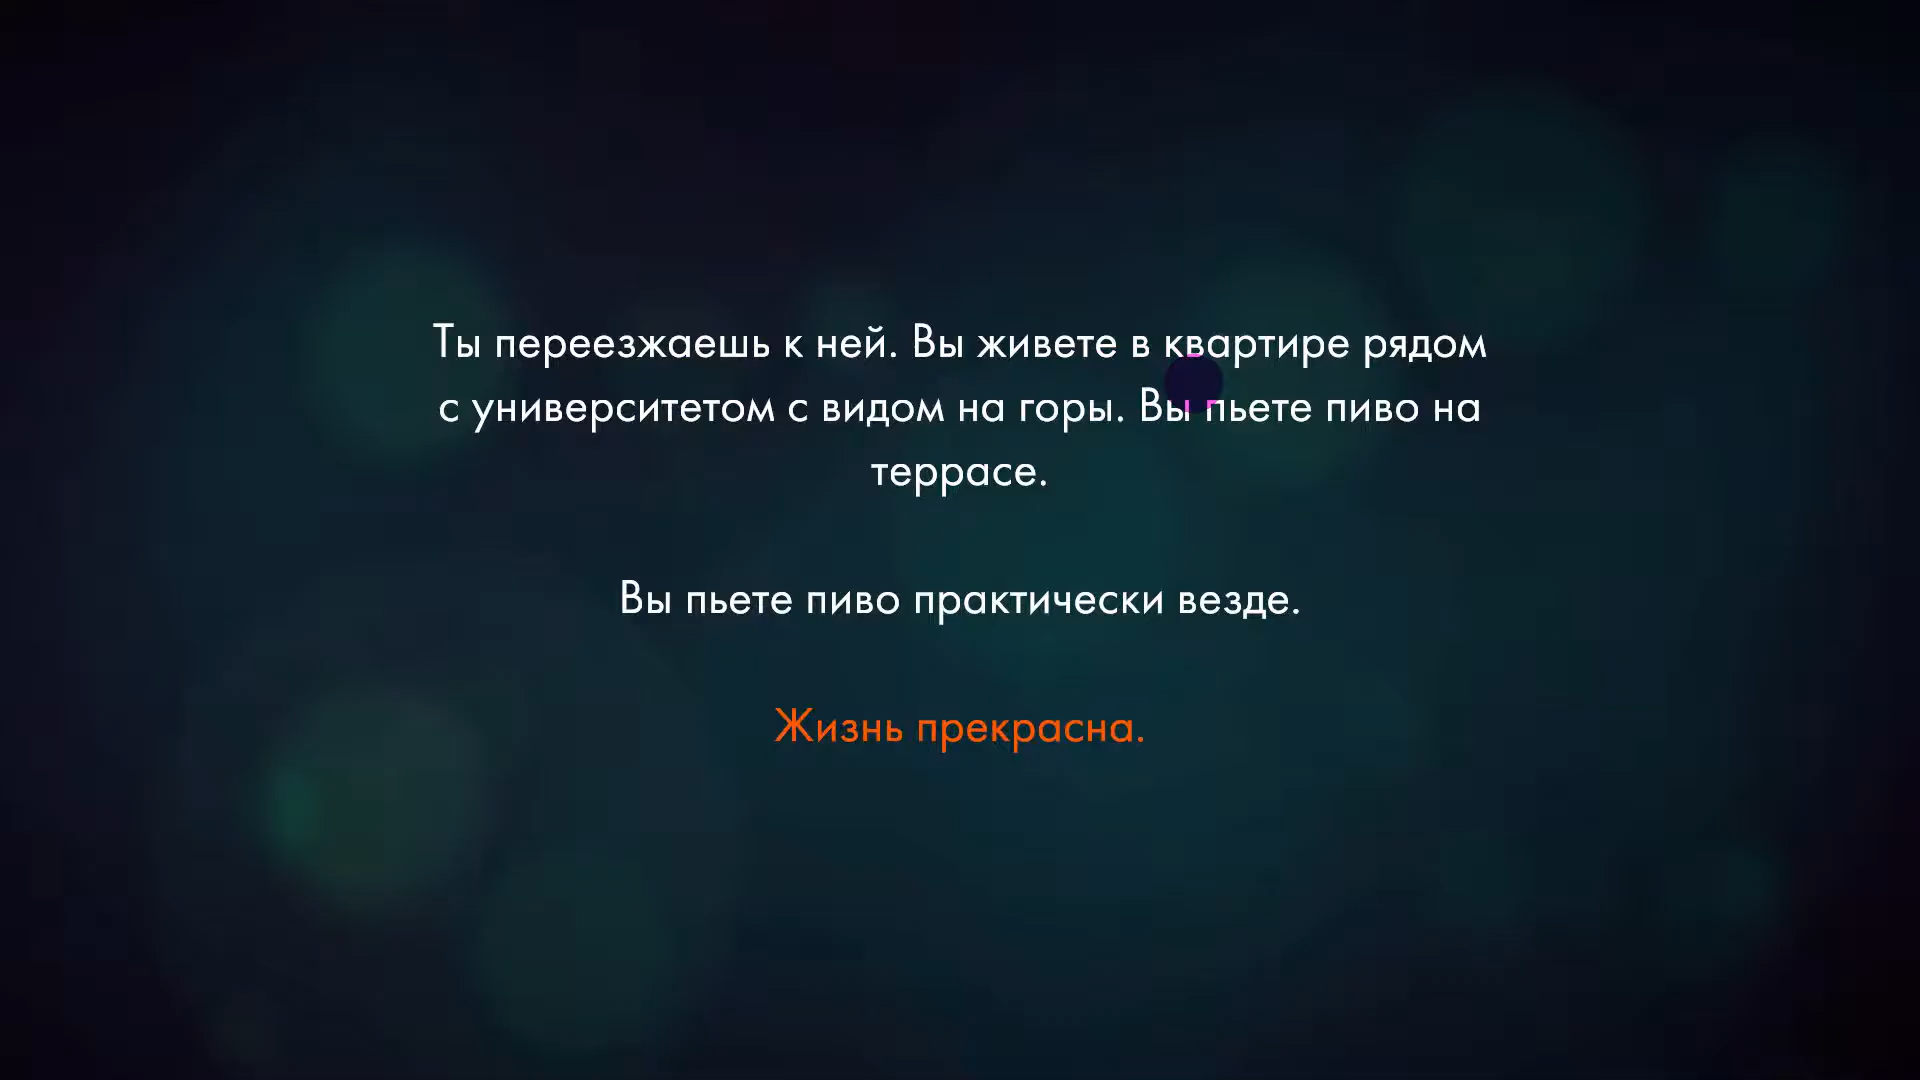 Ты переезжаешь к ней. Вы живете в квартире рядом
с университетом с видом на горы. Вы пьете пиво на
террасе.
Вы пьете пиво практически везде.
Жизнь прекрасна.